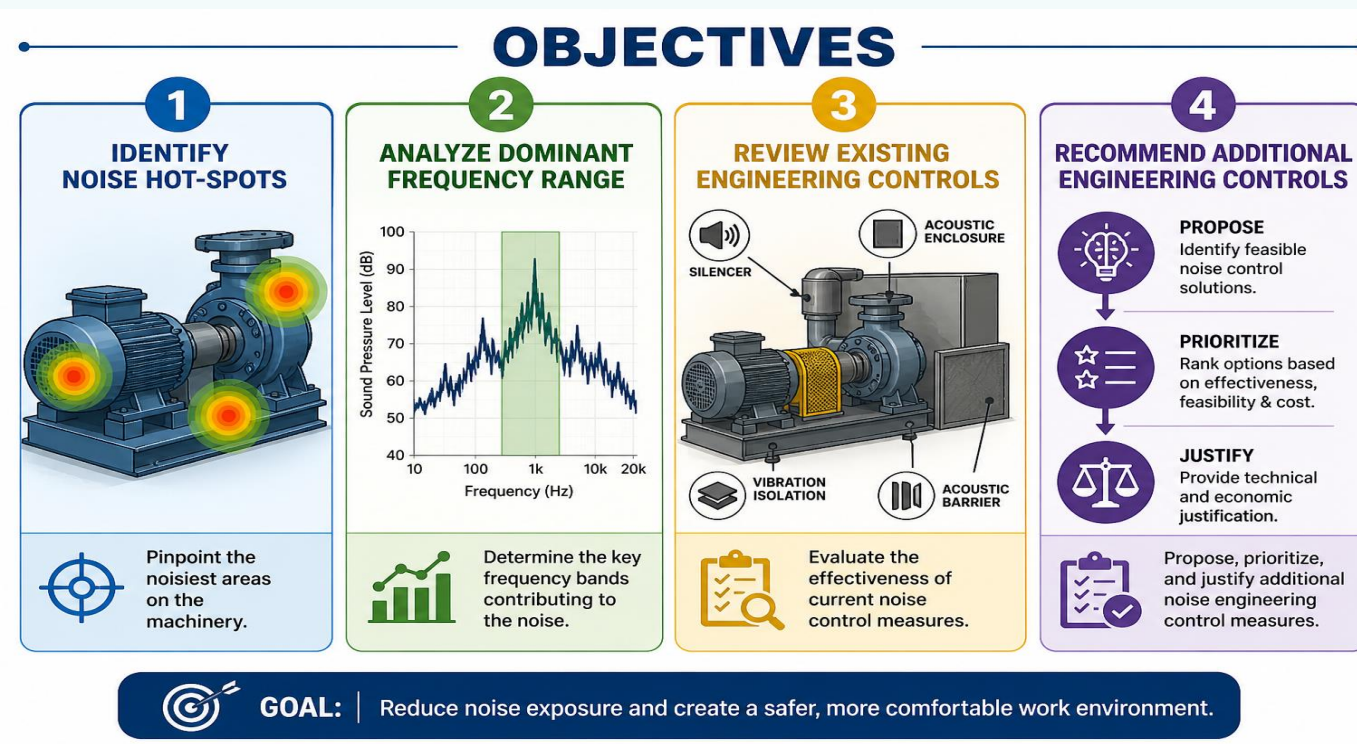 OBJECTIVES
1
IDENTIFY
NOISE HOT-SPOTS
Pinpoint the
noisiest areas
on the
machinery.
2
ANALYZE DOMINANT
FREQUENCY RANGE
Sound Pressure Level (dB)
100
90
80
70
60
50
40
10
100
1k
10k
20k
Frequency (Hz)
Determine the key
frequency bands
contributing to
the noise.
3
REVIEW EXISTING
ENGINEERING CONTROLS
SILENCER
ACOUSTIC
ENCLOSURE
VIBRATION
ISOLATION
ACOUSTIC
BARRIER
Evaluate the
effectiveness of
current noise
control measures.
4
RECOMMEND ADDITIONAL
ENGINEERING CONTROLS
PROPOSE
Identify feasible
noise control
solutions.
PRIORITIZE
Rank options based
on effectiveness,
feasibility & cost.
JUSTIFY
Provide technical
and economic
justification.
Propose, prioritize,
and justify additional
noise engineering
control measures.
GOAL: Reduce noise exposure and create a safer, more comfortable work environment.